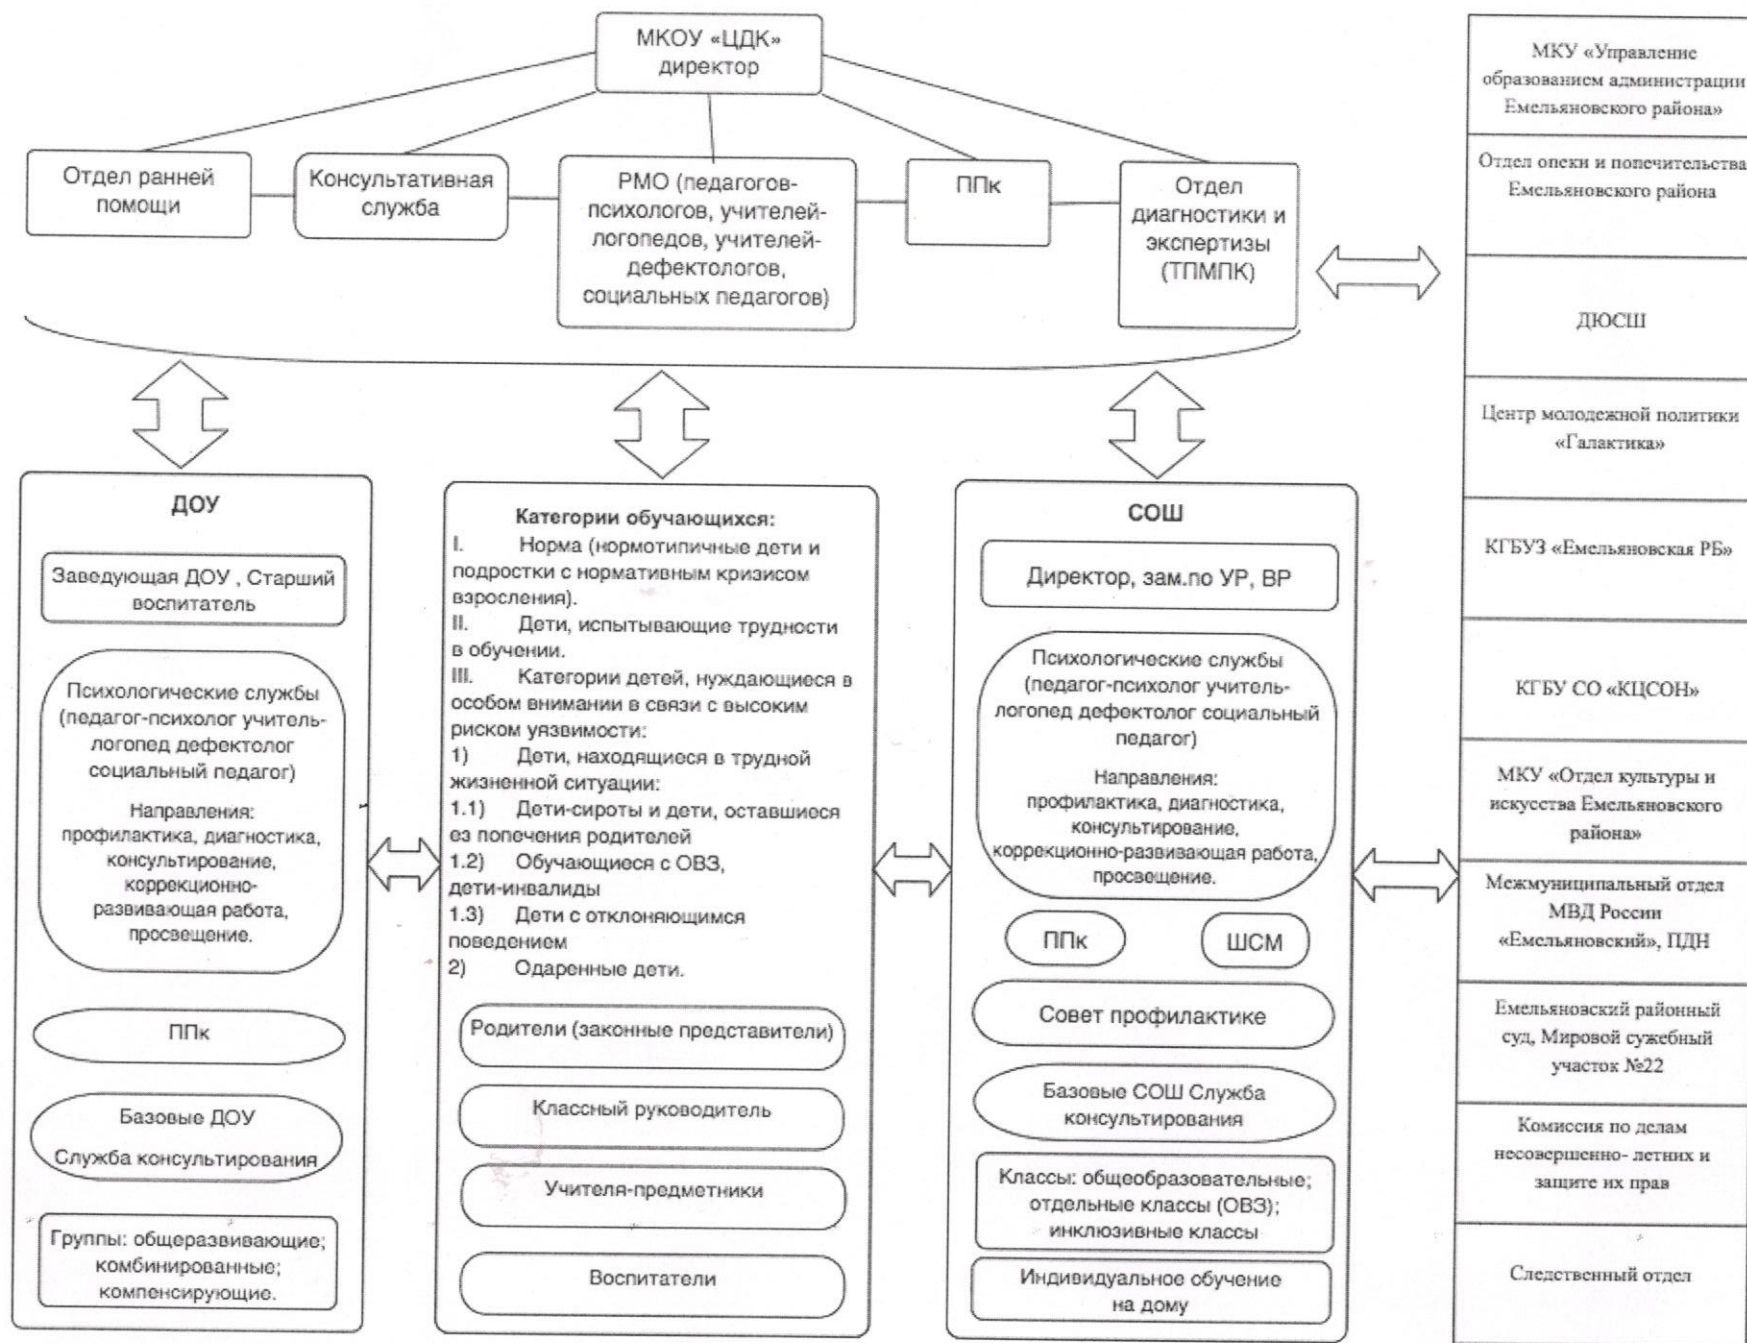 МКОУ «ЦДК»
директор
Отдел ранней
помощи
Консультативная
служба
РМО (педагогов-
психологов, учителей-
логопедов, учителей-
дефектологов,
социальных педагогов)
ППк
Отдел
диагностики и
экспертизы
(ТПМПК)
ДОУ
Заведующая ДОУ , Старший
воспитатель
Психологические службы
(педагог-психолог учитель-
логопед дефектолог
социальный педагог)
Направления:
профилактика, диагностика,
консультирование,
коррекционно-
развивающая работа,
просвещение.
ППк
Базовые ДОУ
Служба консультирования
Группы: общеразвивающие;
комбинированные;
компенсирующие.
Категории обучающихся:
I. Норма (нормотипичные дети и
подростки с нормативным кризисом
взросления).
II. Дети, испытывающие трудности
в обучении.
III. Категории детей, нуждающиеся в
особом внимании в связи с высоким
риском уязвимости:
1) Дети, находящиеся в трудной
жизненной ситуации:
1.1) Дети-сироты и дети, оставшиеся
ез попечения родителей
1.2) Обучающиеся с ОВЗ,
дети-инвалиды
1.3) Дети с отклоняющимся
поведением
2) Одаренные дети.
Родители (законные представители)
Классный руководитель
Учителя-предметники
Воспитатели
СОШ
Директор, зам.по УР, ВР
Психологические службы
(педагог-психолог учитель-
логопед дефектолог социальный
педагог)
Направления:
профилактика, диагностика,
консультирование,
коррекционно-развивающая работа,
просвещение.
ППк
ШСМ
Совет профилактике
Базовые СОШ Служба
консультирования
Классы: общеобразовательные;
отдельные классы (ОВЗ);
инклюзивные классы
Индивидуальное обучение
на дому
МКУ «Управление
образованием администрации
Емельяновского района»
Отдел опеки и попечительства
Емельяновского района
ДЮСШ
Центр молодежной политики
«Галактика»
КГБУЗ «Емельяновская РБ»
КГБУ СО «КЦСОН»
МКУ «Отдел культуры и
искусства Емельяновского
района»
Межмуниципальный отдел
МВД России
«Емельяновский», ПДН
Емельяновский районный
суд, Мировой сужебный
участок №22
Комиссия по делам
несовершенно- летних и
защите их прав
Следственный отдел